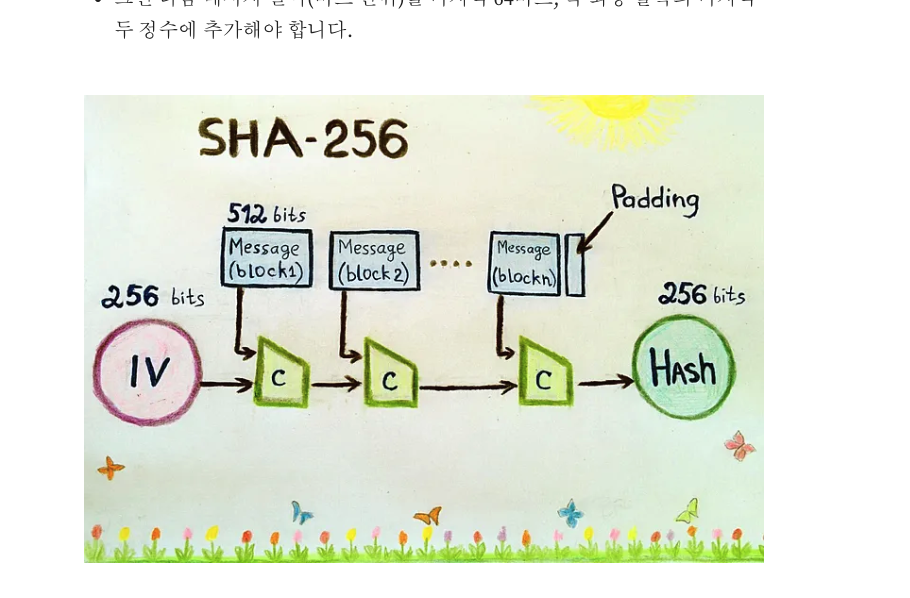 두 정수에 추가해야 합니다.
SHA-256
Padding
512 bits
Message
(block1)
Message
(block2)
Message
(blockn)
256 bits
256 bits
IV
C
C
C
Hash